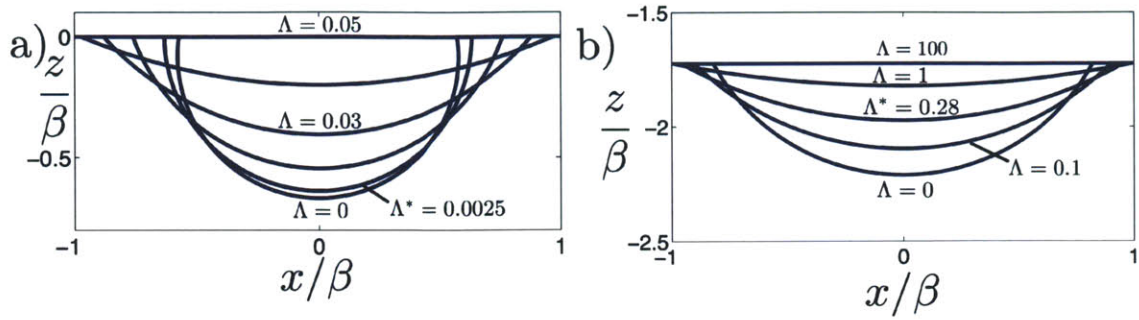 a)
z
β
0
−0.5
Λ = 0.05
Λ = 0.03
Λ = 0
Λ* = 0.0025
−1
0
1
x/β
b)
z
β
−1.5
−2
−2.5
Λ = 100
Λ = 1
Λ* = 0.28
Λ = 0.1
Λ = 0
−1
0
1
x/β